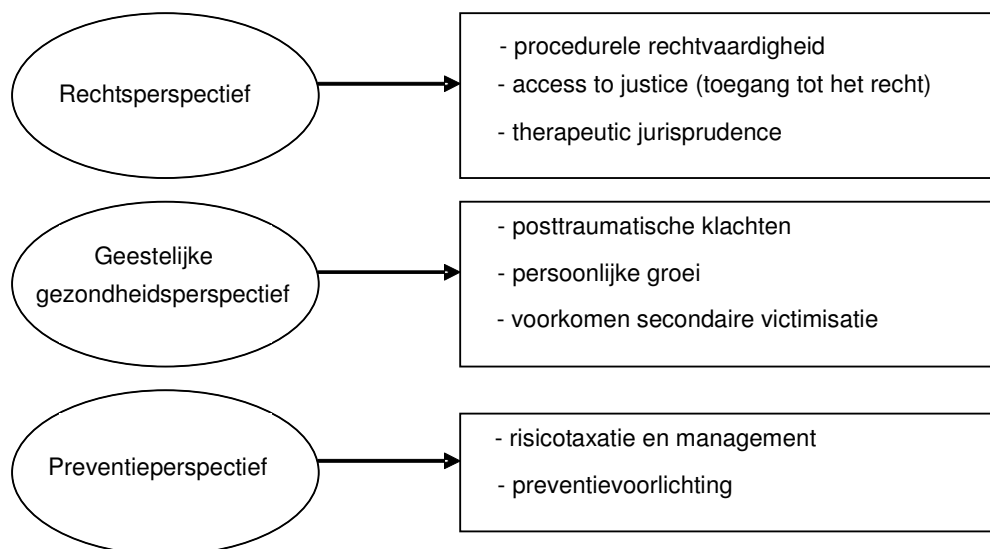 Rechtsperspectief
- procedurele rechtvaardigheid
- access to justice (toegang tot het recht)
- therapeutic jurisprudence
Geestelijke
gezondheidsperspectief
- posttraumatische klachten
- persoonlijke groei
- voorkomen secondaire victimisatie
Preventieperspectief
- risicotaxatie en management
- preventievoorlichting